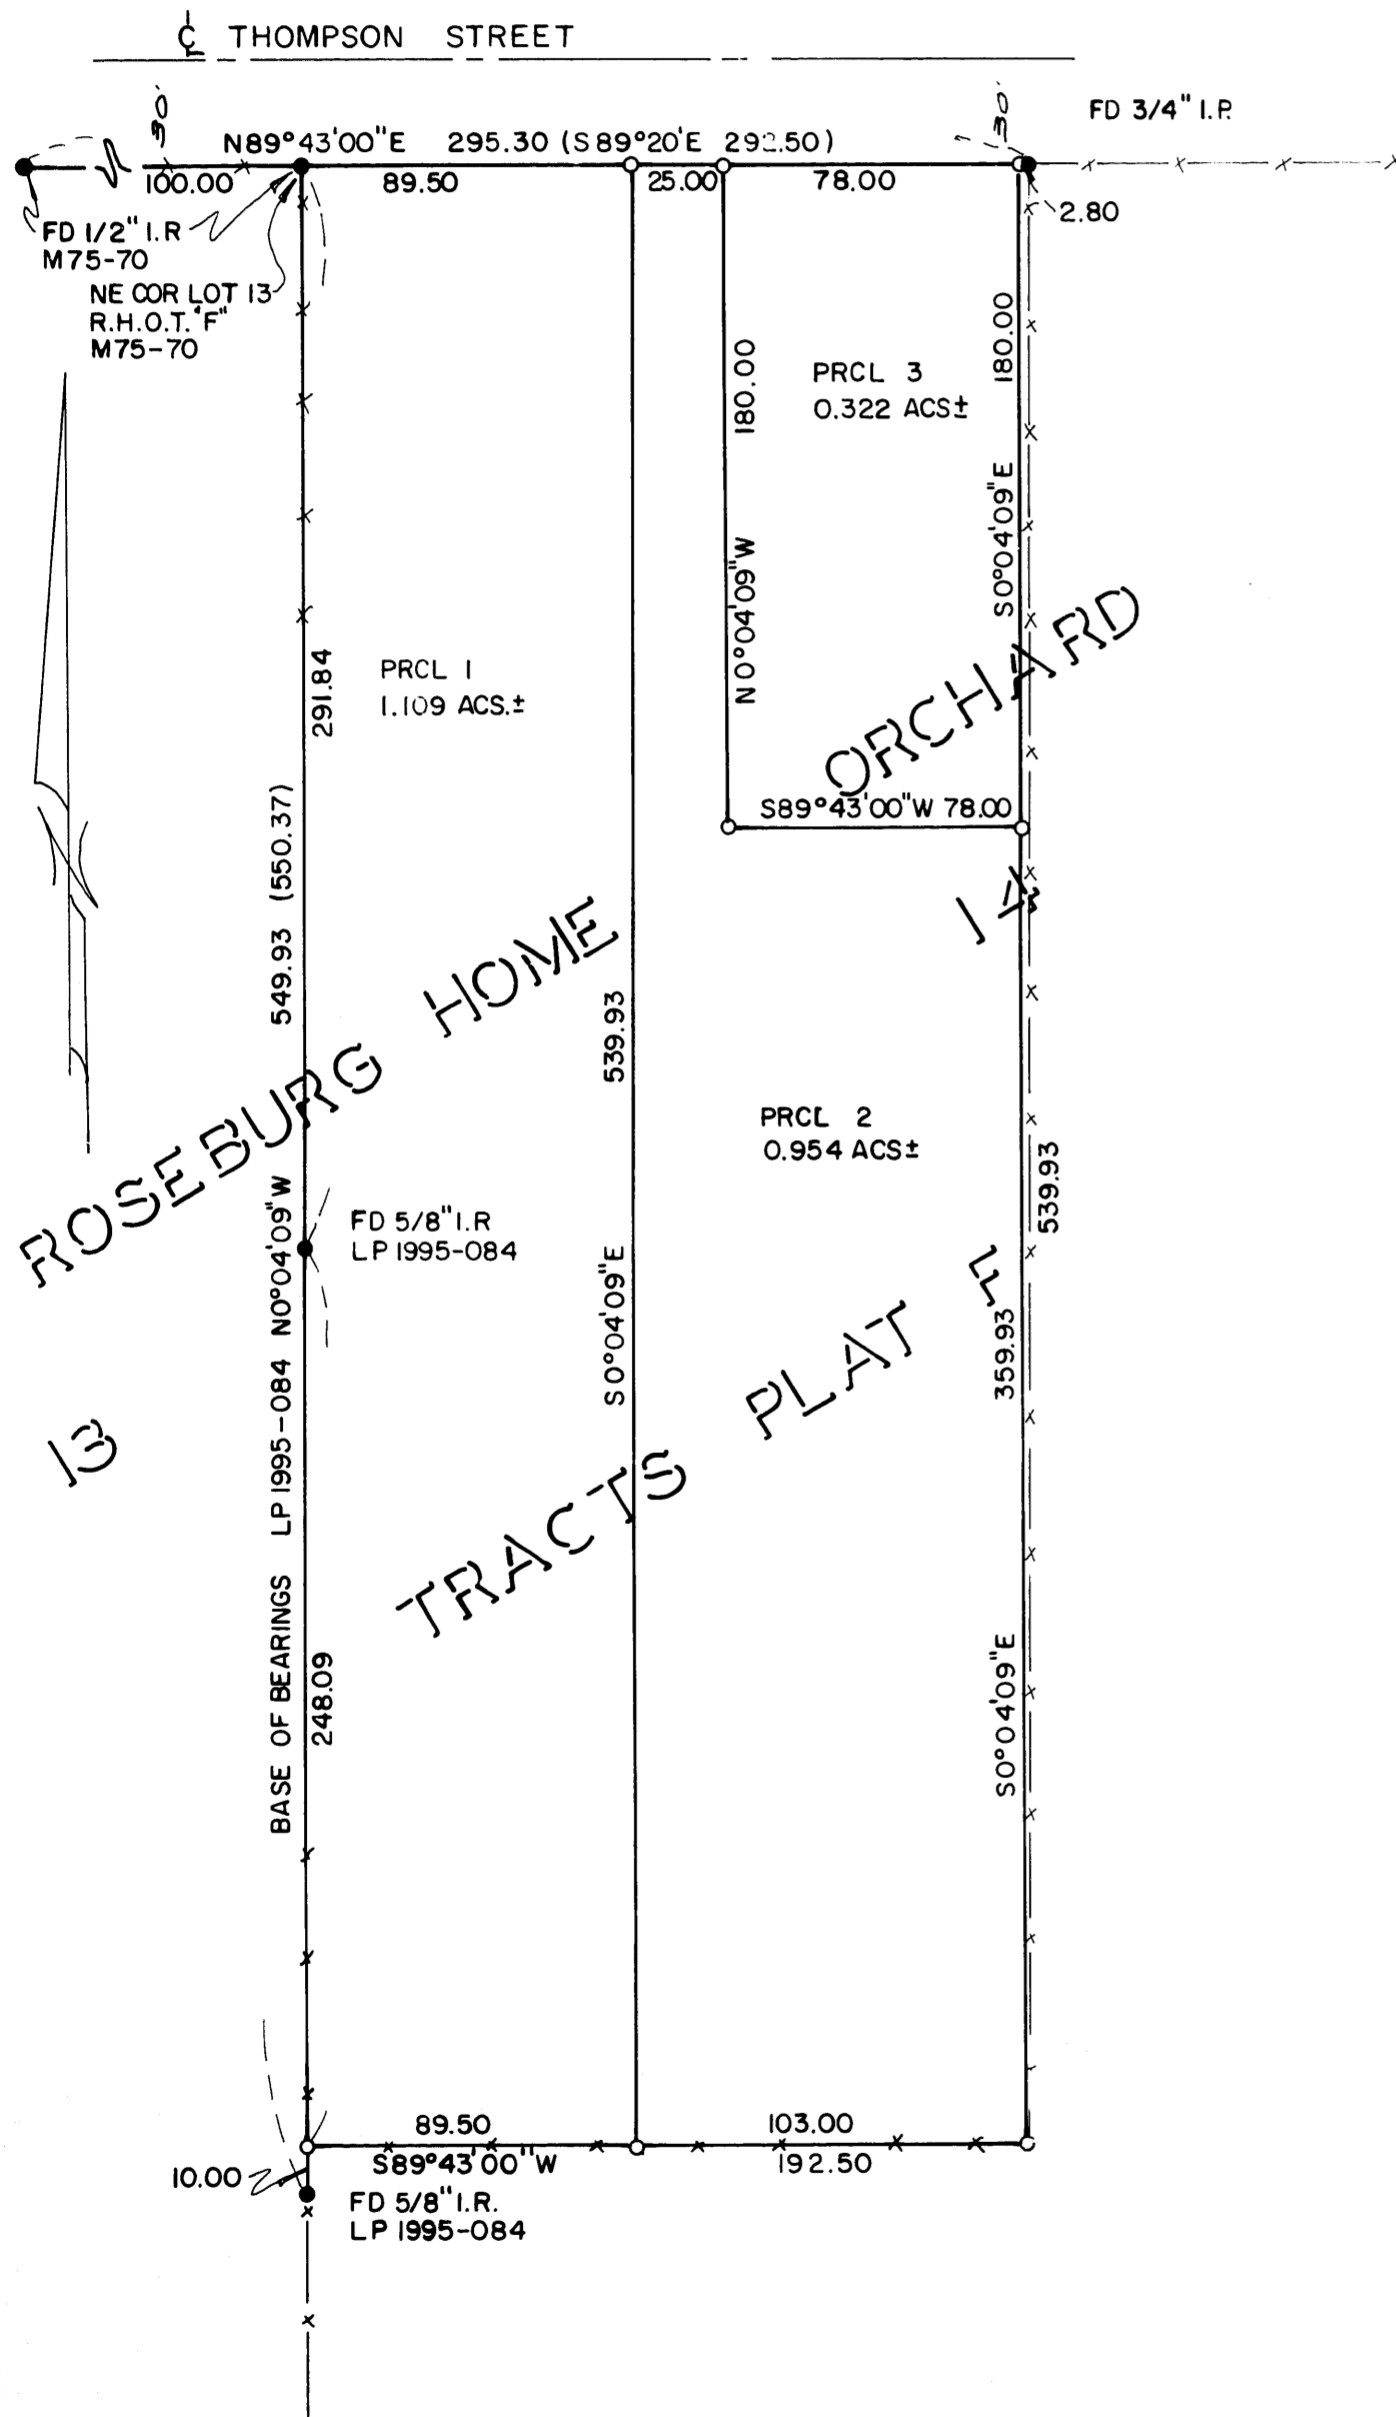 ℄ THOMPSON STREET
30'
30'
FD 3/4" I.P.
N89°43'00"E 295.30 (S89°20'E 292.50)
100.00
89.50
25.00
78.00
2.80
FD 1/2" I.R
M75-70
NE COR LOT 13
R.H.O.T. "F"
M75-70
180.00
N0°04'09"W
PRCL 3
0.322 ACS±
180.00
S0°04'09"E
PRCL 1
1.109 ACS.±
291.84
S89°43'00"W 78.00
549.93 (550.37)
ROSEBURG HOME ORCHARD
14
539.93
S0°04'09"E
PRCL 2
0.954 ACS±
539.93
FD 5/8" I.R
LP 1995-084
BASE OF BEARINGS LP 1995-084 N0°04'09"W
13
TRACTS PLAT F
359.93
S0°04'09"E
248.09
89.50
103.00
S89°43'00"W
192.50
10.00
FD 5/8" I.R.
LP 1995-084